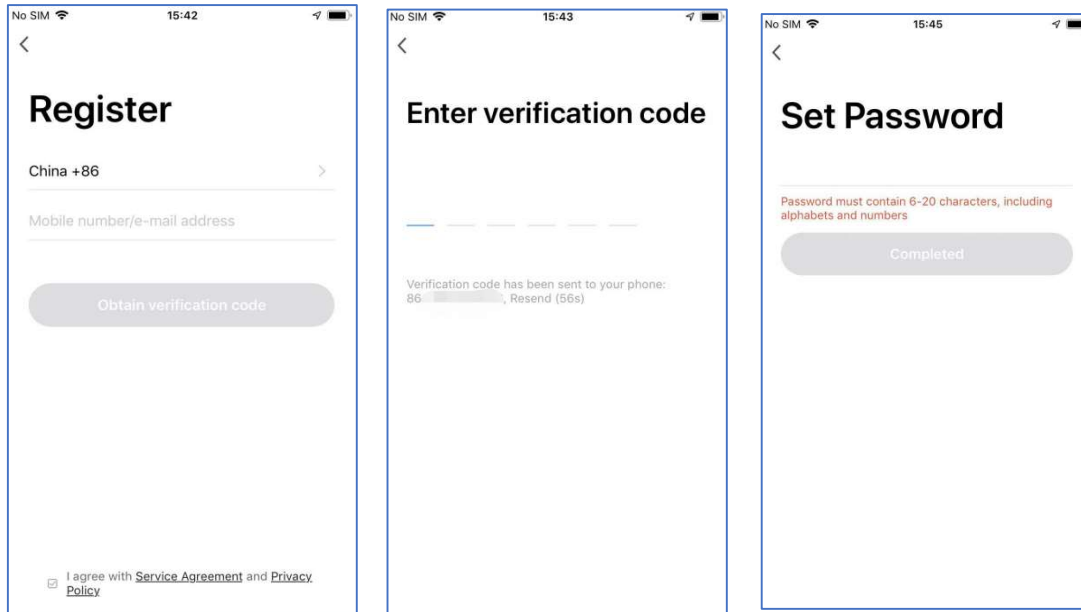 No SIM 15:42
Register
China +86
Mobile number/e-mail address
Obtain verification code
I agree with Service Agreement and Privacy
Policy
No SIM 15:43
Enter verification code
Verification code has been sent to your phone:
86 , Resend (56s)
No SIM 15:45
Set Password
Password must contain 6-20 characters, including
alphabets and numbers
Completed